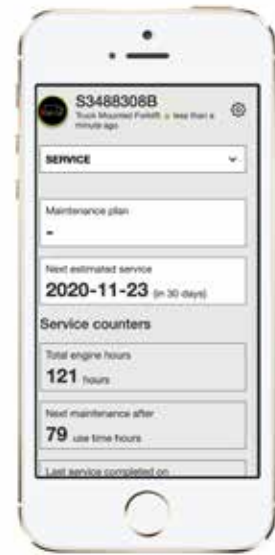 S3488308B
Truck Mounted Forklift less than a
minute ago
SERVICE
Maintenance plan
-
Next estimated service
2020-11-23 (in 30 days)
Service counters
Total engine hours
121 hours
Next maintenance after
79 use time hours
Last service completed on